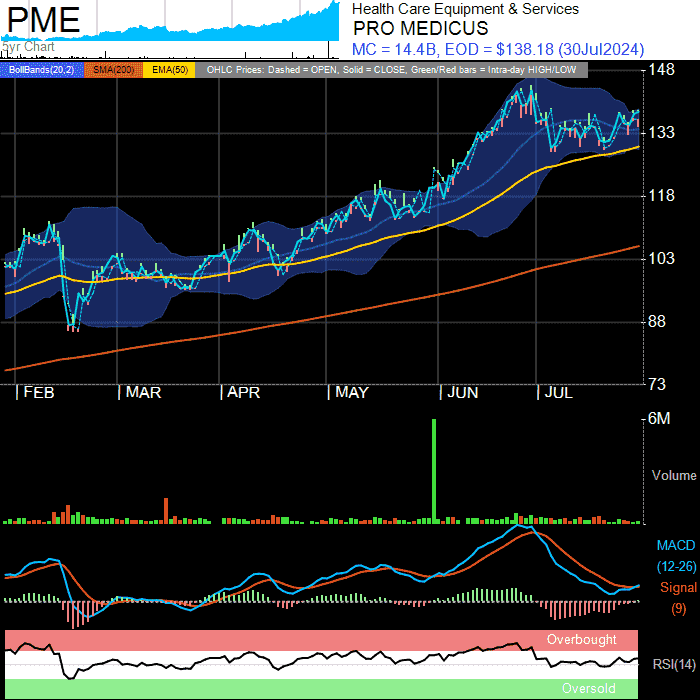 PME
Health Care Equipment & Services
PRO MEDICUS
5yr Chart
MC = 14.4B, EOD = $138.18 (30Jul2024)
BollBands(20,2) SMA(200) EMA(50) OHLC Prices: Dashed = OPEN, Solid = CLOSE, Green/Red bars = Intra-day HIGH/LOW
148
133
118
103
88
73
FEB MAR APR MAY JUN JUL
6M
Volume
MACD
(12-26)
Signal
(9)
Overbought
RSI(14)
Oversold